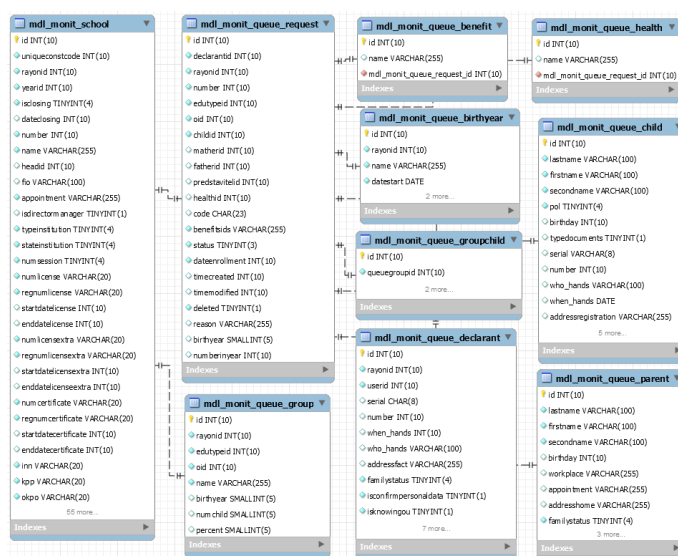 mdl_monit_school
id INT(10)
uniqueconstcode INT(10)
rayonid INT(10)
yearid INT(10)
isclosing TINYINT(4)
dateclosing INT(10)
number INT(10)
name VARCHAR(255)
headid INT(10)
fio VARCHAR(100)
appointment VARCHAR(255)
isdirectormanager TINYINT(1)
typeinstitution TINYINT(4)
stateinstitution TINYINT(4)
numsession TINYINT(4)
numlicense VARCHAR(20)
regnumlicense VARCHAR(20)
startdatelicense INT(10)
enddatelicense INT(10)
numlicensextra VARCHAR(20)
regnumlicensextra VARCHAR(20)
startdatelicensextra INT(10)
enddatelicenseextra INT(10)
numcertificate VARCHAR(20)
regnumcertificate VARCHAR(20)
startdatecertificate INT(10)
enddatecertificate INT(10)
inn VARCHAR(20)
kpp VARCHAR(20)
okpo VARCHAR(20)
55 more...
Indexes
mdl_monit_queue_request
id INT(10)
declarantid INT(10)
rayonid INT(10)
number INT(10)
edutypeid INT(10)
oid INT(10)
childid INT(10)
matherid INT(10)
fatherid INT(10)
predstavitelid INT(10)
healthid INT(10)
code CHAR(23)
benefitsids VARCHAR(255)
status TINYINT(3)
dateenrollment INT(10)
timecreated INT(10)
timemodified INT(10)
deleted TINYINT(1)
reason VARCHAR(255)
birthyear SMALLINT(5)
numberinyear INT(10)
Indexes
mdl_monit_queue_group
id INT(10)
rayonid INT(10)
edutypeid INT(10)
oid INT(10)
name VARCHAR(255)
birthyear SMALLINT(5)
numchild SMALLINT(5)
percent SMALLINT(5)
Indexes
mdl_monit_queue_benefit
id INT(10)
name VARCHAR(255)
mdl_monit_queue_request_id INT(10)
Indexes
mdl_monit_queue_birthyear
id INT(10)
rayonid INT(10)
name VARCHAR(255)
datestart DATE
2 more...
Indexes
mdl_monit_queue_groupchild
id INT(10)
queuegroupid INT(10)
2 more...
Indexes
mdl_monit_queue_declarant
id INT(10)
rayonid INT(10)
userid INT(10)
serial CHAR(8)
number INT(10)
when_hands INT(10)
who_hands VARCHAR(100)
addressfact VARCHAR(255)
familystatus TINYINT(4)
isconfirmpersonaldata TINYINT(1)
isknowingou TINYINT(1)
7 more...
Indexes
mdl_monit_queue_health
id INT(10)
name VARCHAR(255)
mdl_monit_queue_request_id INT(10)
Indexes
mdl_monit_queue_child
id INT(10)
lastname VARCHAR(100)
firstname VARCHAR(100)
secondname VARCHAR(100)
pol TINYINT(4)
birthday INT(10)
typedocuments TINYINT(1)
serial VARCHAR(8)
number INT(10)
who_hands VARCHAR(100)
when_hands DATE
addressregistration VARCHAR(255)
5 more...
Indexes
mdl_monit_queue_parent
id INT(10)
lastname VARCHAR(100)
firstname VARCHAR(100)
secondname VARCHAR(100)
birthday INT(10)
workplace VARCHAR(255)
appointment VARCHAR(255)
addresshome VARCHAR(255)
familystatus TINYINT(4)
3 more...
Indexes